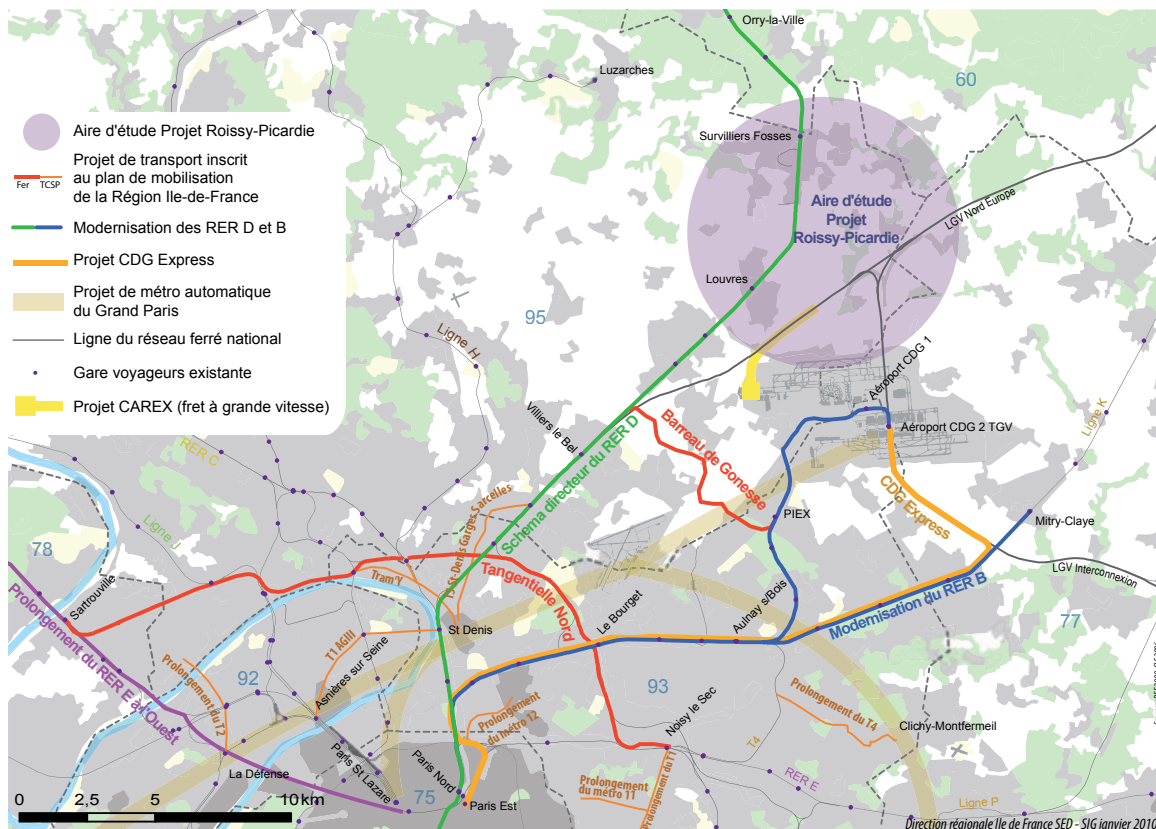 Orry-la-Ville
Luzarches
60
Survilliers Fosses
Aire d'étude Projet Roissy-Picardie
Projet de transport inscrit
au plan de mobilisation
de la Région Ile-de-France
Fer TCSP
Modernisation des RER D et B
Projet CDG Express
Projet de métro automatique
du Grand Paris
Ligne du réseau ferré national
Gare voyageurs existante
Projet CAREX (fret à grande vitesse)
Aire d'étude
Projet
Roissy-Picardie
LGV Nord Europe
Louvres
95
Ligne H
Aéroport CDG 1
Aéroport CDG 2 TGV
Ligne K
Villiers le Bel
Schema directeur du RER D
Barreau de Gonesse
CDG Express
PIEX
Mitry-Claye
RER C
Ligne J
78
T5 St-Denis Garges Sarcelles
Tram'Y
Tangentielle Nord
LGV Interconnexion
Sartrouville
Le Bourget
Aulnay s/Bois
Modernisation du RER B
77
St Denis
T1 AGIII
Prolongement du RER E à l'Ouest
92
Prolongement du T2
Asnières sur Seine
93
Prolongement
du métro 12
Noisy le Sec
Prolongement du T4
Clichy-Montfermeil
T4
La Défense
Paris St Lazare
Paris Nord
75
Paris Est
Prolongement
du métro 11
Prolongement du T1
RER E
Ligne P
0 2,5 5 10 km
Direction régionale Ile de France SED - SIG janvier 2010